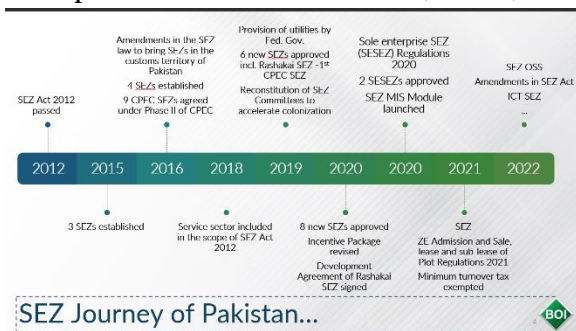 Amendments in the SEZ
law to bring SEZs in the
customs territory of
Pakistan
4 SEZs established
9 CPEC SEZs agreed
under Phase II of CPEC
Provision of utilities by
Fed. Gov.
6 new SEZs approved
incl. Rashakai SEZ -1st
CPEC SEZ
Reconstitution of SEZ
Committees to
accelerate colonization
Sole enterprise SEZ
(SESEZ) Regulations
2020
2 SESEZs approved
SEZ MIS Module
launched
SEZ OSS
Amendments in SEZ Act
ICT SEZ
...
SEZ Act 2012
passed
2012 2015 2016 2018 2019 2020 2020 2021 2022
3 SEZs established
Service sector included
in the scope of SEZ Act
2012
8 new SEZs approved
Incentive Package
revised
Development
Agreement of Rashakai
SEZ signed
SEZ
ZE Admission and Sale,
lease and sub lease of
Plot Regulations 2021
Minimum turnover tax
exempted
SEZ Journey of Pakistan...
BOI